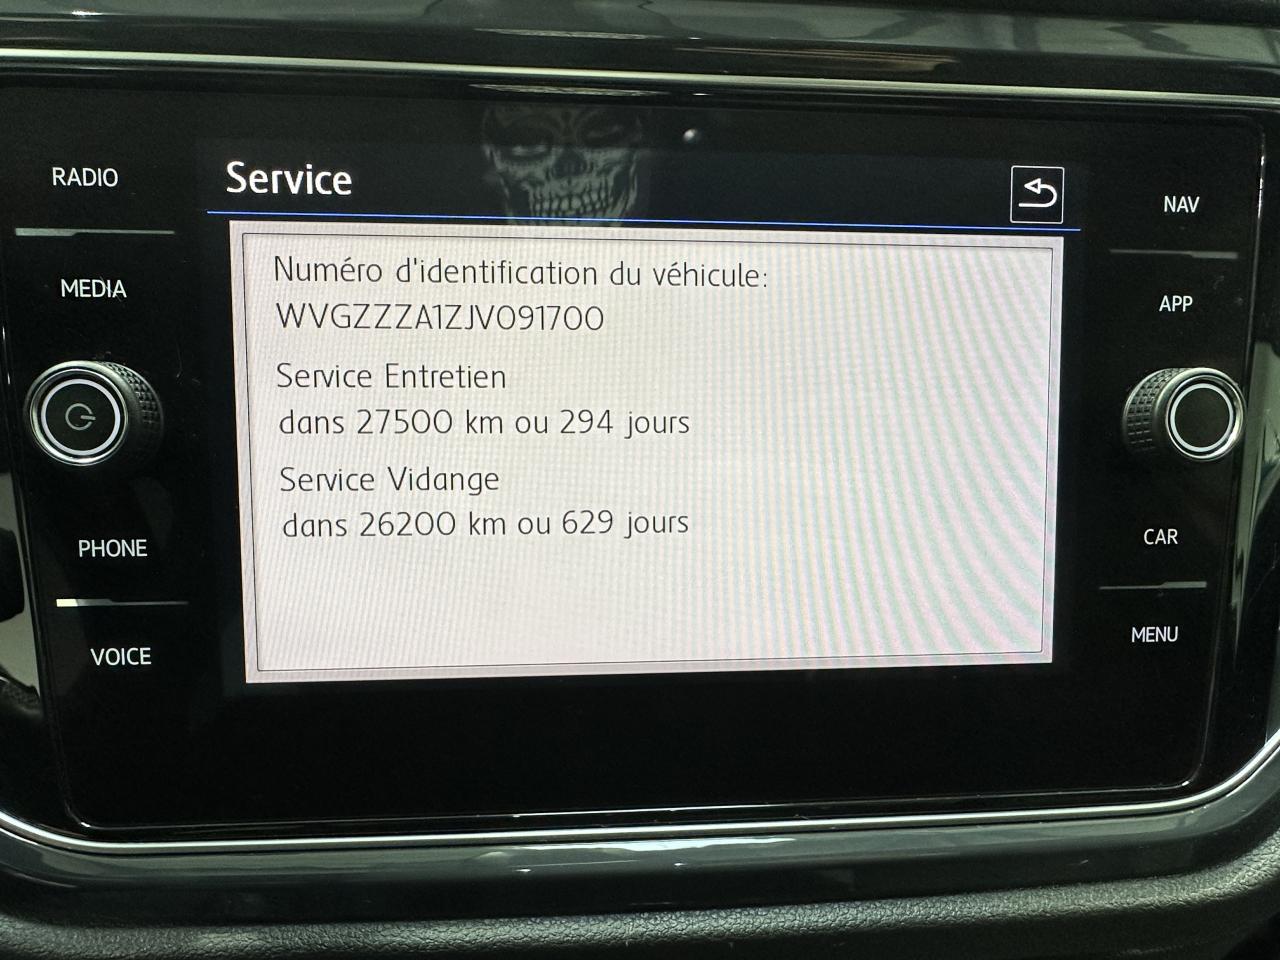 RADIO
MEDIA
PHONE
VOICE
Service
Numéro d'identification du véhicule:
WVGZZZA1ZJV091700
Service Entretien
dans 27500 km ou 294 jours
Service Vidange
dans 26200 km ou 629 jours
NAV
APP
CAR
MENU